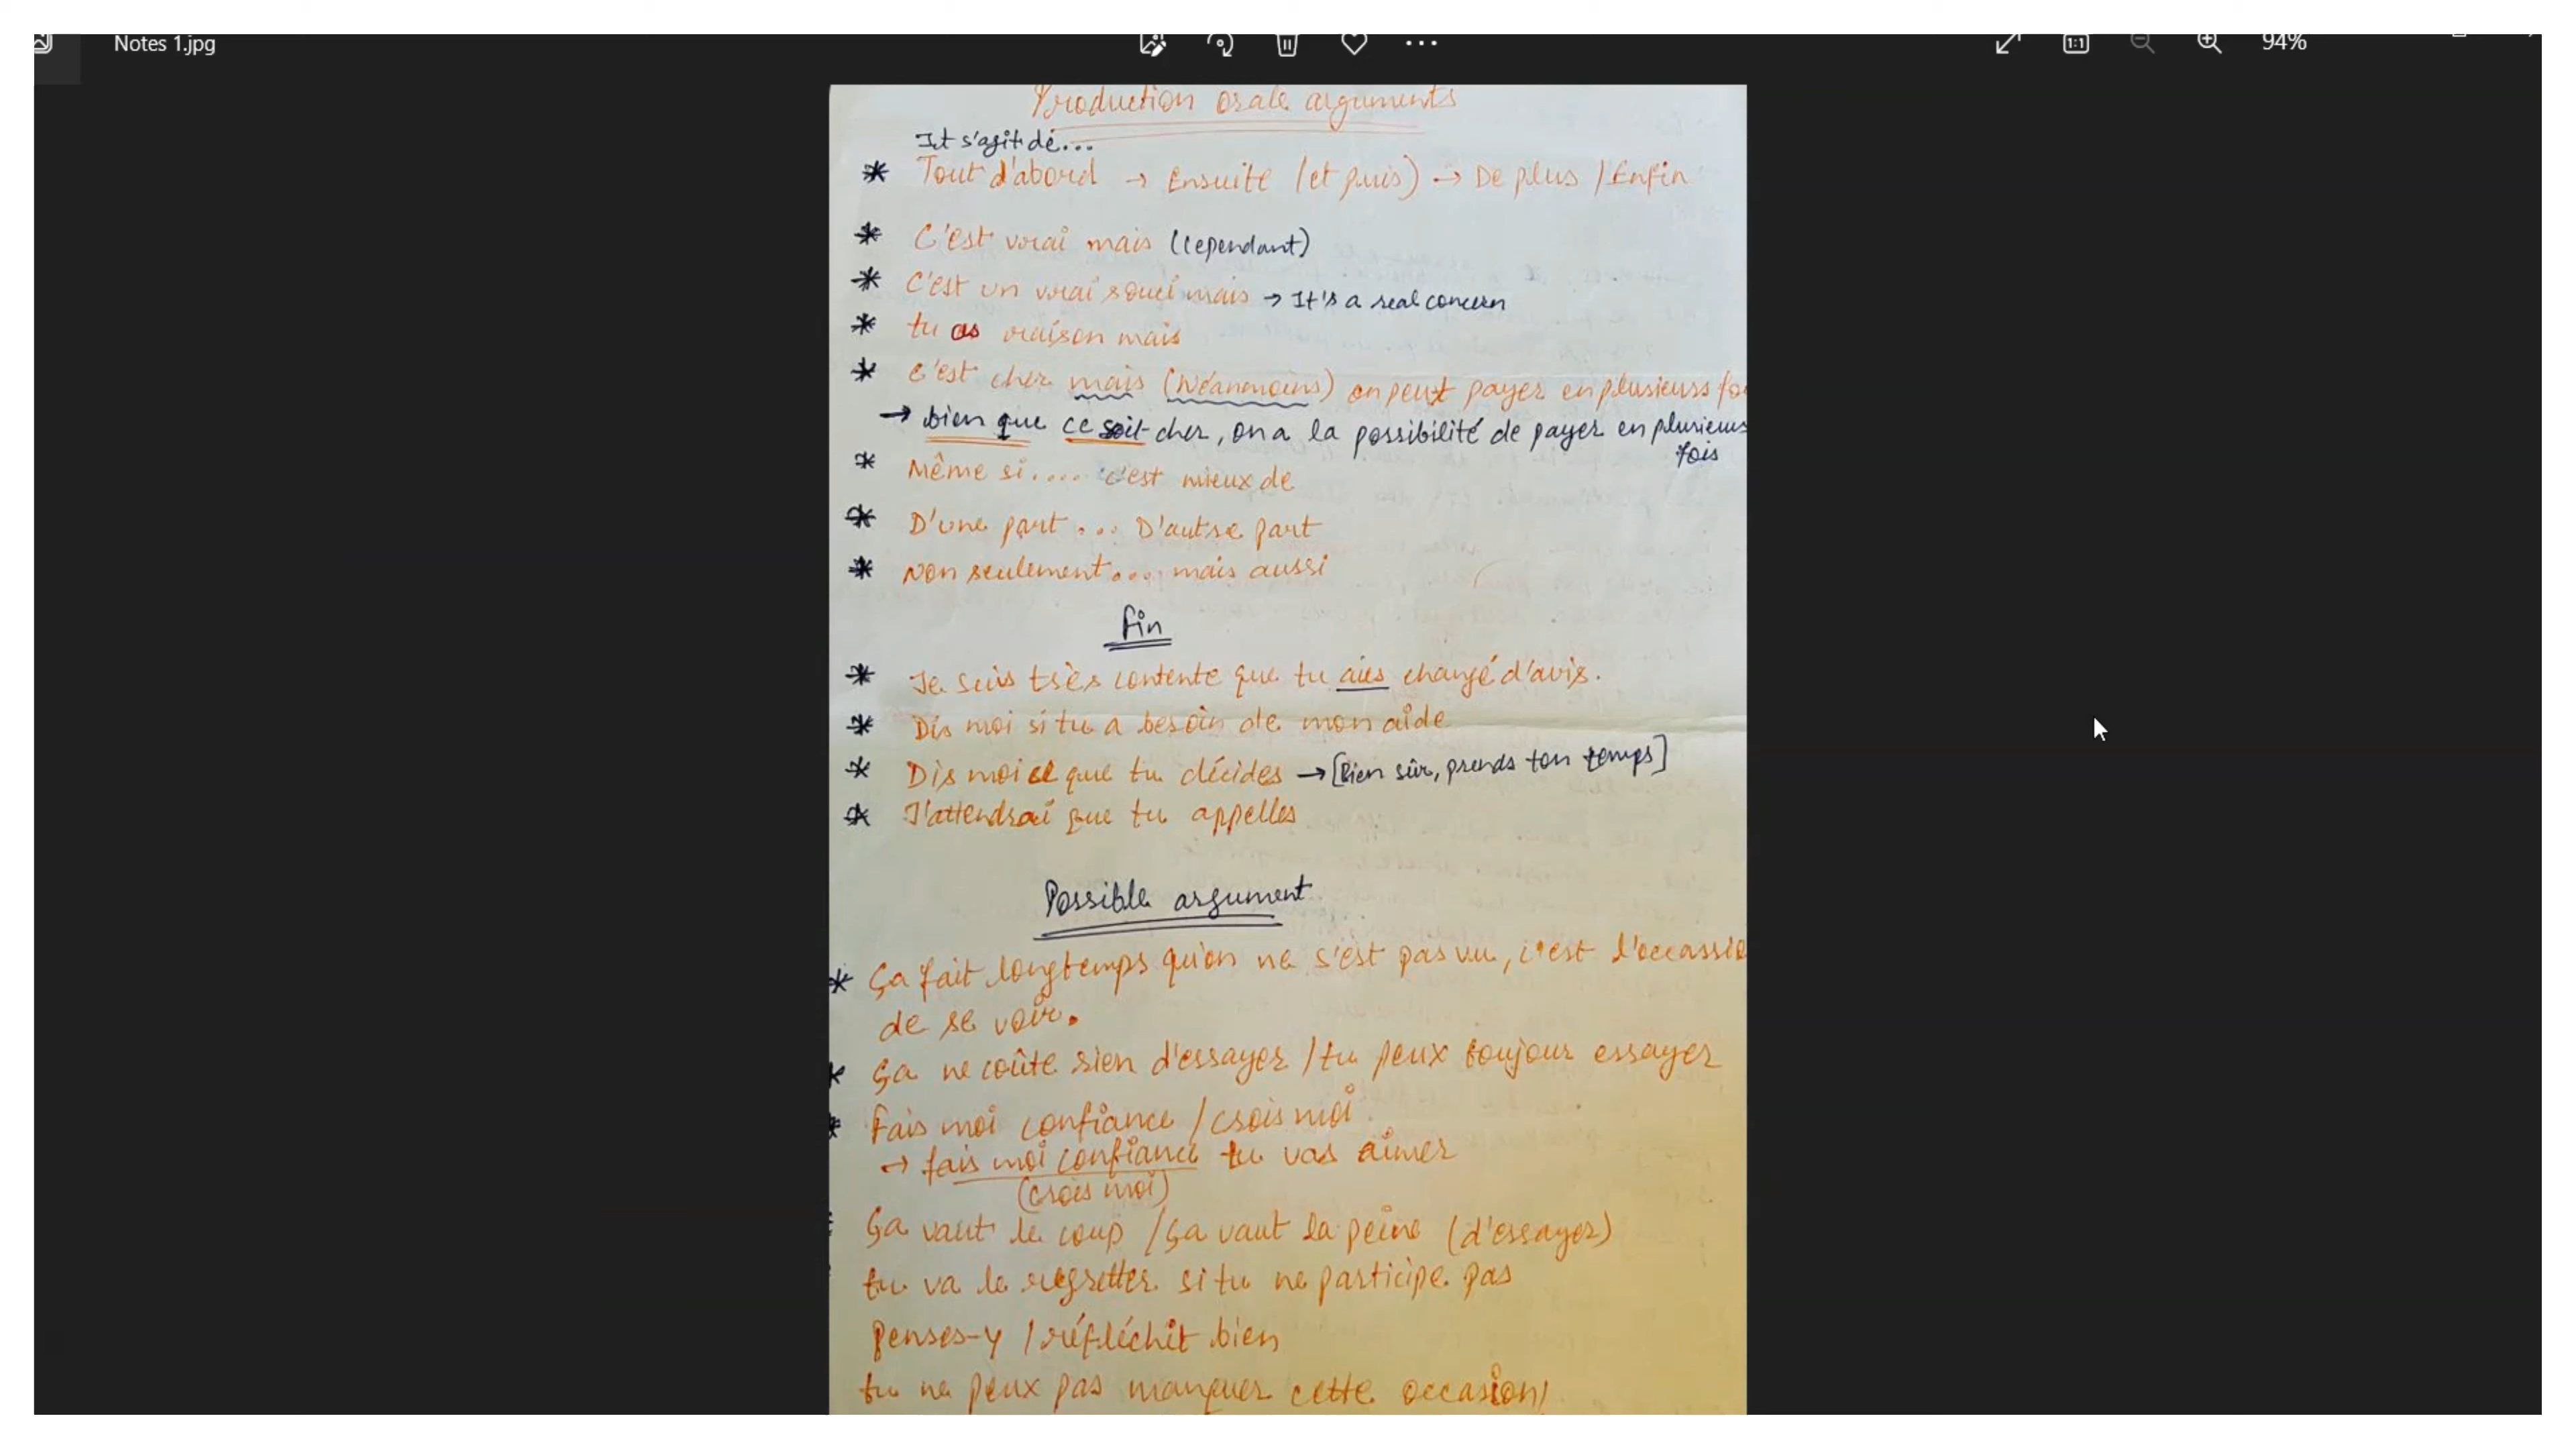 Notes 1.jpg
94%
Production orale arguments
It s'agit de...
* Tout d'abord → Ensuite (et puis) → De plus / Enfin
* C'est vrai mais (cependant)
* C'est un vrai souci mais → It's a real concern
* tu as raison mais
* C'est cher mais (Néanmoins) on peut payer en plusieurs fo
→ bien que ce soit cher, on a la possibilité de payer en plusieurs
fois
* Même si.... c'est mieux de
* D'une part ... D'autre part
* Non seulement... mais aussi
fin
* Je suis très contente que tu aies changé d'avis.
* Dis moi si tu a besoin de mon aide
* Dis moi ce que tu décides → [Bien sûr, prends ton temps]
* J'attendrai que tu appelles
Possible argument
* Ça fait longtemps qu'on ne s'est pas vu, c'est l'occassio
de se voir.
* Ça ne coûte rien d'essayer / tu peux toujour essayer
* Fais moi confiance / crois moi
→ fais moi confiance tu vas aimer
(crois moi)
Ça vaut le coup / Ça vaut la peine (d'essayer)
tu va le regretter si tu ne participe pas
Penses-y / réfléchit bien
tu ne peux pas manquer cette occasion!